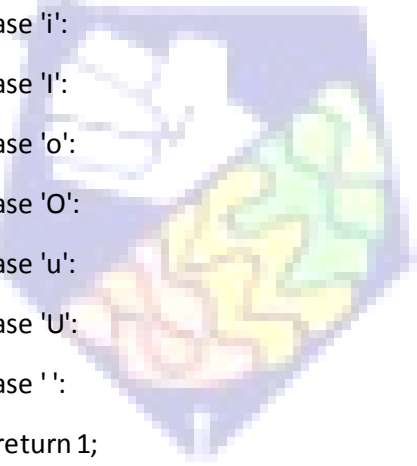 ase 'i':
ase 'I':
ase 'o':
ase 'O':
ase 'u':
ase 'U':
ase ' ':
return 1;